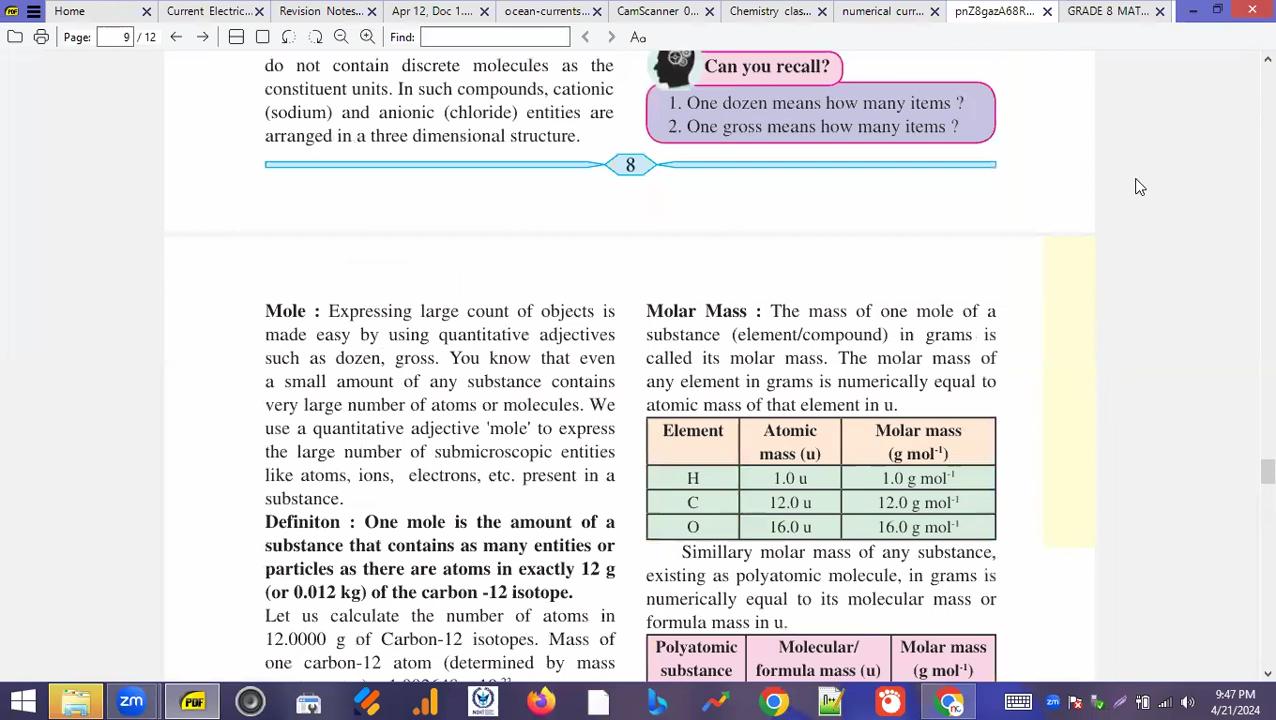 Home
Current Electric...
Revision Notes...
Apr 12, Doc 1...
ocean-currents...
CamScanner 0...
Chemistry clas...
numerical curr...
pnZ8gazA68R...
GRADE 8 MAT...
Page: 9 / 12
Find:
do not contain discrete molecules as the
constituent units. In such compounds, cationic
(sodium) and anionic (chloride) entities are
arranged in a three dimensional structure.
Can you recall?
1. One dozen means how many items ?
2. One gross means how many items ?
8
Mole : Expressing large count of objects is
made easy by using quantitative adjectives
such as dozen, gross. You know that even
a small amount of any substance contains
very large number of atoms or molecules. We
use a quantitative adjective 'mole' to express
the large number of submicroscopic entities
like atoms, ions, electrons, etc. present in a
substance.
Definiton : One mole is the amount of a
substance that contains as many entities or
particles as there are atoms in exactly 12 g
(or 0.012 kg) of the carbon -12 isotope.
Let us calculate the number of atoms in
12.0000 g of Carbon-12 isotopes. Mass of
one carbon-12 atom (determined by mass
Molar Mass : The mass of one mole of a
substance (element/compound) in grams is
called its molar mass. The molar mass of
any element in grams is numerically equal to
atomic mass of that element in u.
Element Atomic mass (u) Molar mass (g mol⁻¹)
H 1.0 u 1.0 g mol⁻¹
C 12.0 u 12.0 g mol⁻¹
O 16.0 u 16.0 g mol⁻¹
Simillary molar mass of any substance,
existing as polyatomic molecule, in grams is
numerically equal to its molecular mass or
formula mass in u.
Polyatomic substance Molecular/ formula mass (u) Molar mass (g mol⁻¹)
9:47 PM
4/21/2024